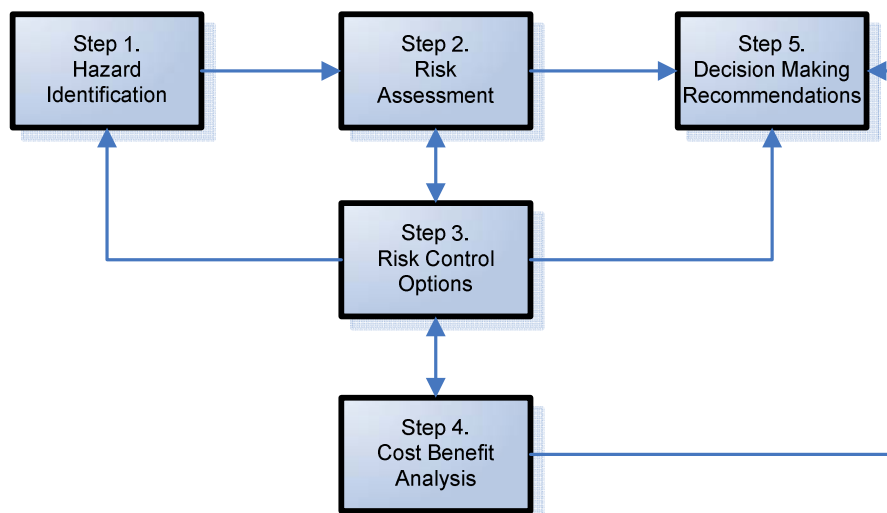 Step 1.
Hazard
Identification
Step 2.
Risk
Assessment
Step 5.
Decision Making
Recommendations
Step 3.
Risk Control
Options
Step 4.
Cost Benefit
Analysis